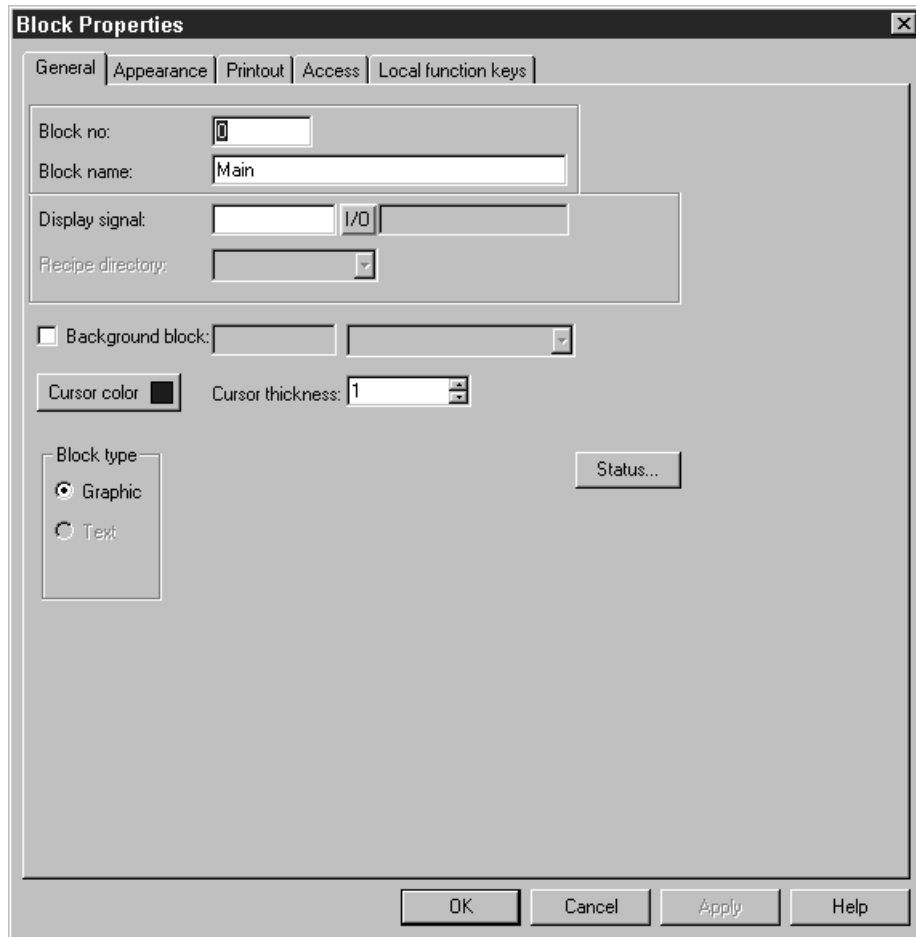 Block Properties
General Appearance Printout Access Local function keys
Block no: 0
Block name: Main
Display signal: I/O
Recipe directory:
Background block:
Cursor color Cursor thickness: 1
Block type
Status...
Graphic
Text
OK Cancel Apply Help